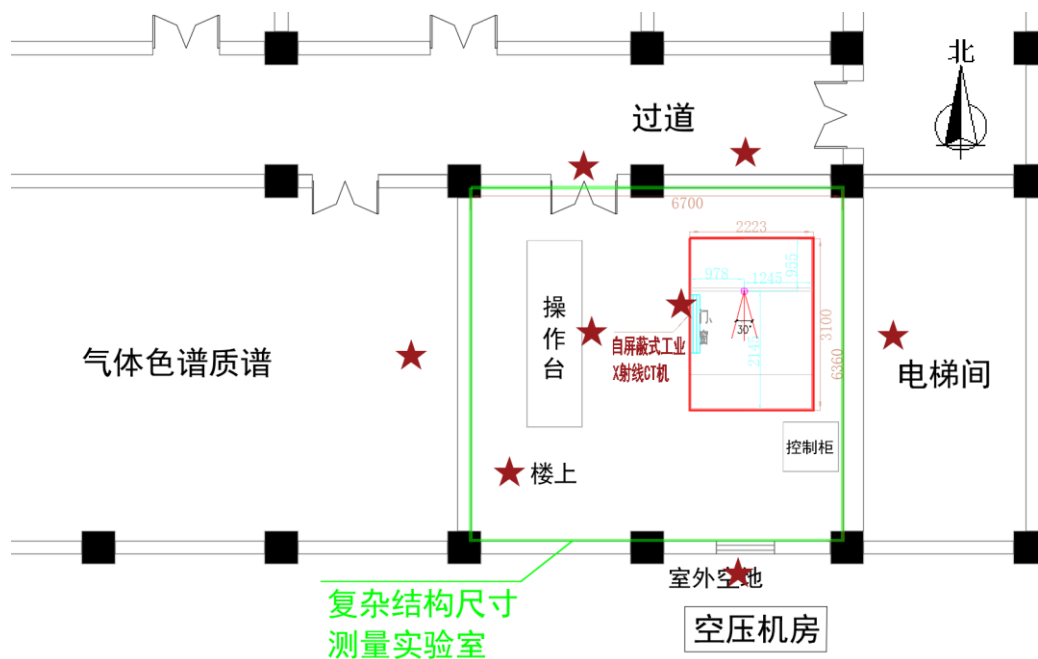 北
过道
6700
2223
978
1245
955
操作台
门、窗
30°
3100
自屏蔽式工业
X射线CT机
2145
6360
气体色谱质谱
电梯间
控制柜
楼上
室外空地
复杂结构尺寸
测量实验室
空压机房